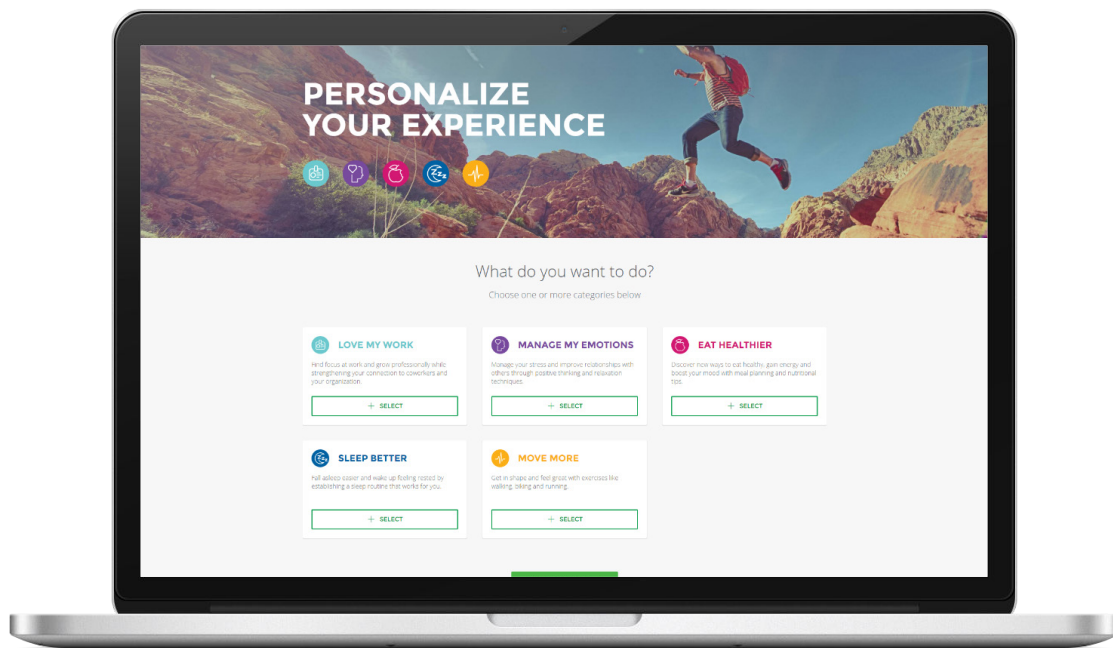 PERSONALIZE
YOUR EXPERIENCE
What do you want to do?
Choose one or more categories below
LOVE MY WORK
Find focus at work and grow professionally while
strengthening your connection to coworkers and
your organization.
+ SELECT
MANAGE MY EMOTIONS
Manage your stress and improve relationships with
others through positive thinking and relaxation
techniques.
+ SELECT
EAT HEALTHIER
Discover how ways to eat healthy, gain energy and
boost your mood with meal planning and nutritional
tips.
+ SELECT
SLEEP BETTER
Fall asleep easier and wake up feeling rested by
establishing a sleep routine that works for you.
+ SELECT
MOVE MORE
Get in shape and feel great with exercises like
walking, biking and running.
+ SELECT